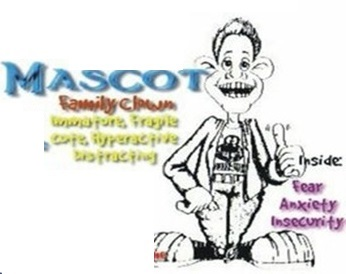 MASCOT
Family Clown
Immature, Fragile
Cute, Hyperactive
Distracting
Inside:
Fear
Anxiety
Insecurity